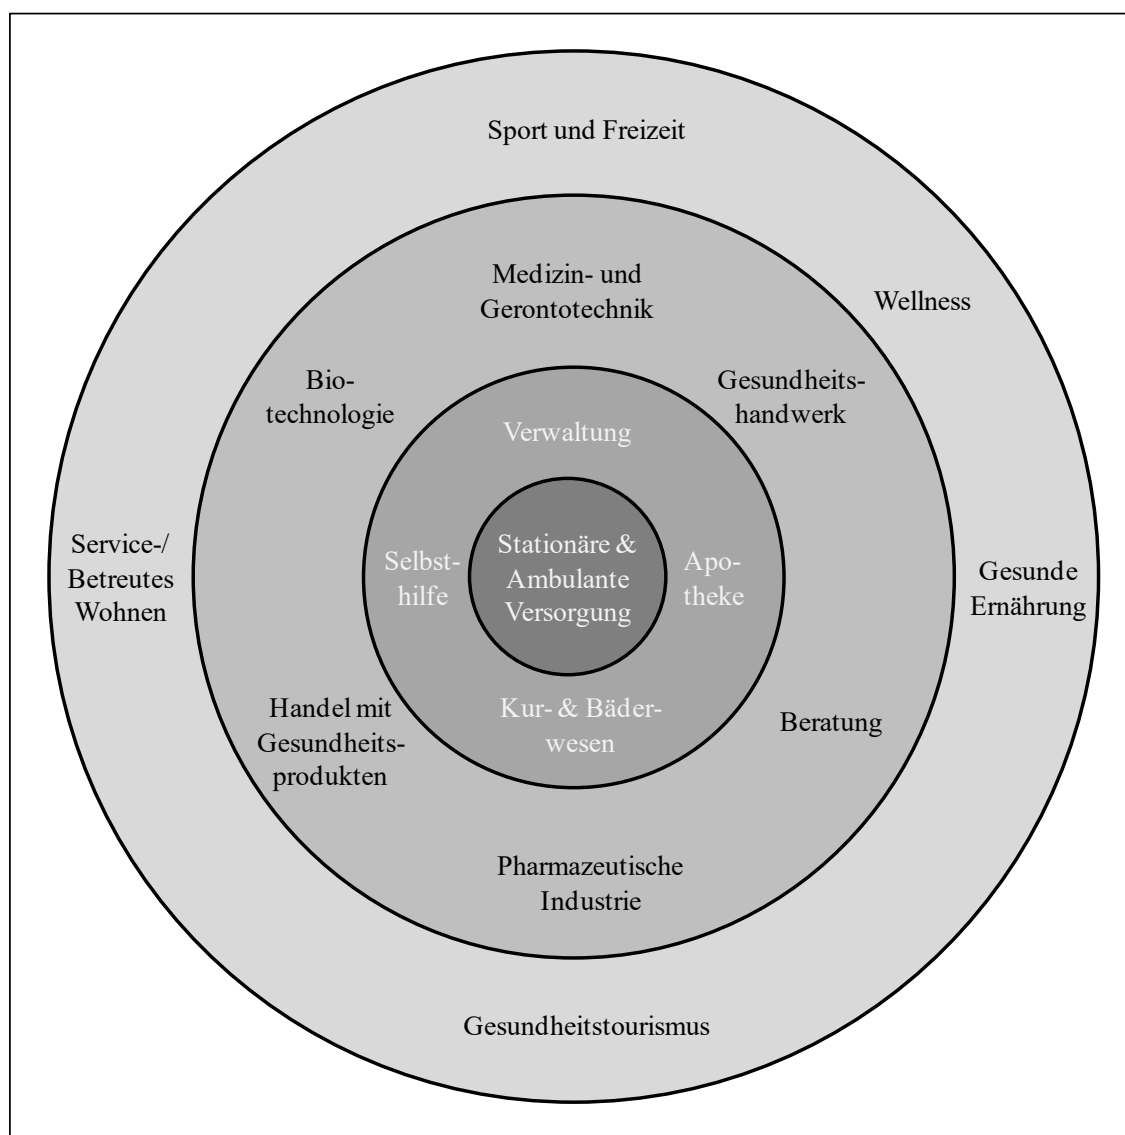 Sport und Freizeit
Medizin- und
Gerontotechnik
Wellness
Bio-
technologie
Gesundheits-
handwerk
Verwaltung
Service-/
Betreutes
Wohnen
Selbst-
hilfe
Stationäre &
Ambulante
Versorgung
Apo-
theke
Gesunde
Ernährung
Handel mit
Gesundheits-
produkten
Kur- & Bäder-
wesen
Beratung
Pharmazeutische
Industrie
Gesundheitstourismus